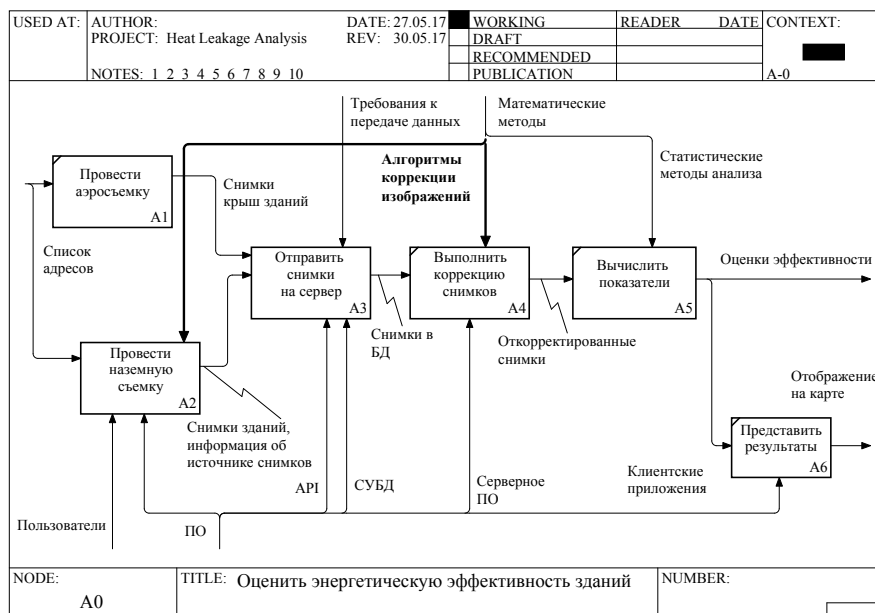 USED AT:
AUTHOR:
DATE: 27.05.17
WORKING
READER
DATE
CONTEXT:
PROJECT: Heat Leakage Analysis
REV: 30.05.17
DRAFT
RECOMMENDED
NOTES: 1 2 3 4 5 6 7 8 9 10
PUBLICATION
A-0
Требования к
передаче данных
Математические
методы
Алгоритмы
коррекции
изображений
Статистические
методы анализа
Провести
аэросъемку
A1
Снимки
крыш зданий
Список
адресов
Отправить
снимки
на сервер
A3
Выполнить
коррекцию
снимков
A4
Вычислить
показатели
A5
Оценки эффективности
Снимки в
БД
Откорректированные
снимки
Провести
наземную
съемку
A2
Отображение
на карте
Снимки зданий,
информация об
источнике снимков
Представить
результаты
A6
API
СУБД
Серверное
ПО
Клиентские
приложения
Пользователи
ПО
NODE:
A0
TITLE: Оценить энергетическую эффективность зданий
NUMBER: